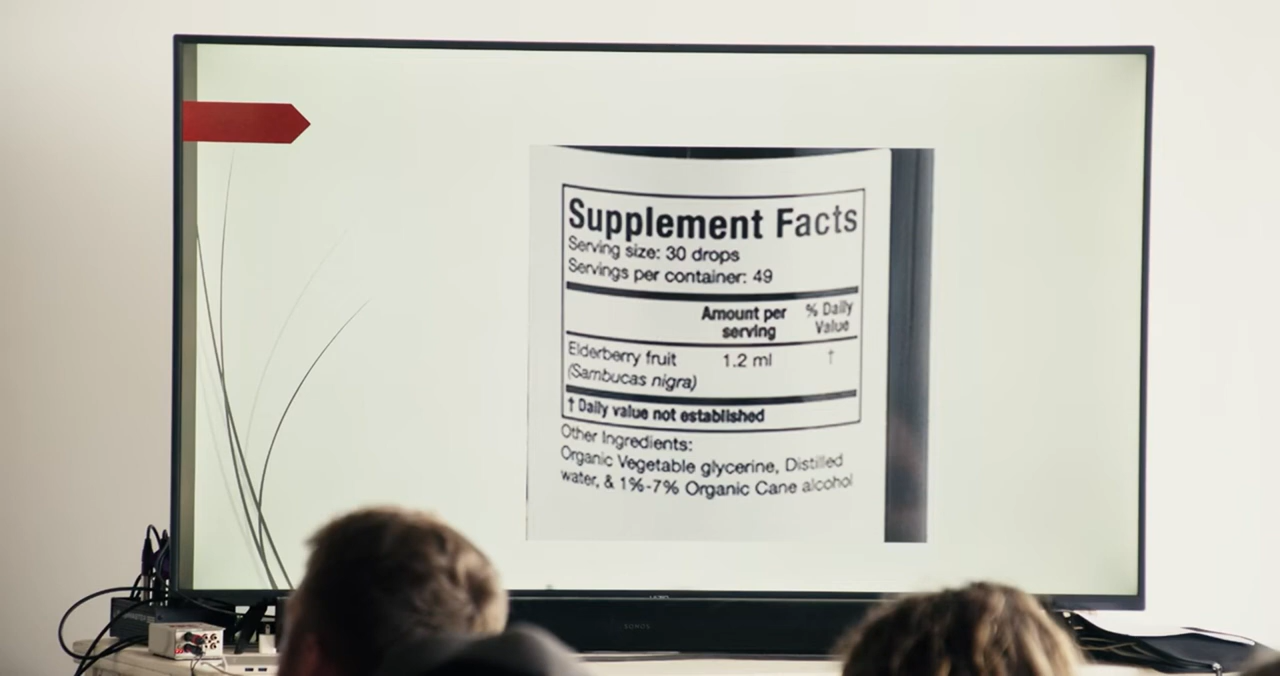 Supplement Facts
Serving size: 30 drops
Servings per container: 49
Amount per serving
% Daily Value
Elderberry fruit 1.2 ml †
(Sambucas nigra)
† Daily value not established
Other Ingredients:
Organic Vegetable glycerine, Distilled
water, & 1%-7% Organic Cane alcohol
SONOS